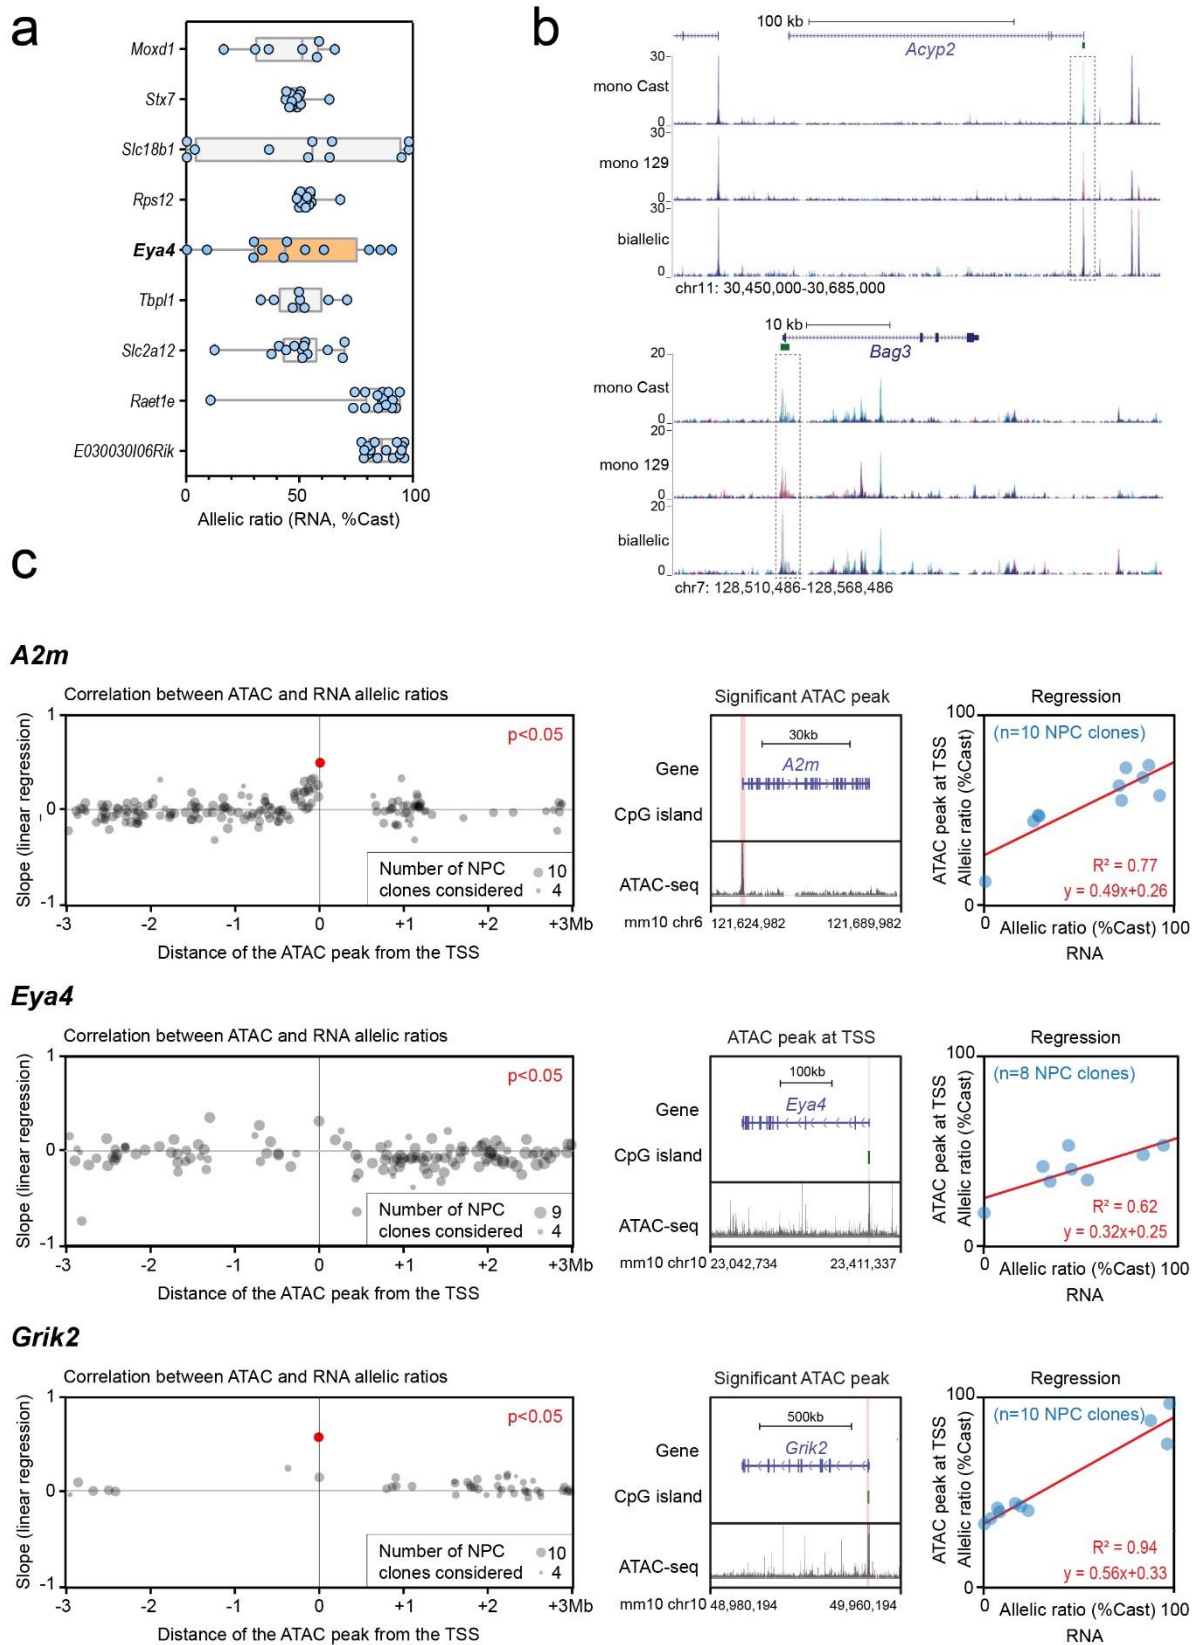 a
Moxd1
Stx7
Slc18b1
Rps12
Eya4
Tbpl1
Slc2a12
Raet1e
E030030I06Rik
0 50 100
Allelic ratio (RNA, %Cast)
b
100 kb
Acyp2
30
mono Cast
0
30
mono 129
0
30
biallelic
0
chr11: 30,450,000-30,685,000
10 kb
Bag3
20
mono Cast
0
20
mono 129
0
20
biallelic
0
chr7: 128,510,486-128,568,486
c
A2m
Correlation between ATAC and RNA allelic ratios
Slope (linear regression)
1
0
-1
p<0.05
Number of NPC clones considered
10
4
-3 -2 -1 0 +1 +2 +3Mb
Distance of the ATAC peak from the TSS
Significant ATAC peak
30kb
Gene
A2m
CpG island
ATAC-seq
mm10 chr6 121,624,982 121,689,982
Regression
ATAC peak at TSS
Allelic ratio (%Cast)
100
0
(n=10 NPC clones)
R² = 0.77
y = 0.49x+0.26
0 Allelic ratio (%Cast) 100
RNA
Eya4
Correlation between ATAC and RNA allelic ratios
Slope (linear regression)
1
0
-1
p<0.05
Number of NPC clones considered
9
4
-3 -2 -1 0 +1 +2 +3Mb
Distance of the ATAC peak from the TSS
ATAC peak at TSS
100kb
Gene
Eya4
CpG island
ATAC-seq
mm10 chr10 23,042,734 23,411,337
Regression
ATAC peak at TSS
Allelic ratio (%Cast)
100
0
(n=8 NPC clones)
R² = 0.62
y = 0.32x+0.25
0 Allelic ratio (%Cast) 100
RNA
Grik2
Correlation between ATAC and RNA allelic ratios
Slope (linear regression)
1
0
-1
p<0.05
Number of NPC clones considered
10
4
-3 -2 -1 0 +1 +2 +3Mb
Distance of the ATAC peak from the TSS
Significant ATAC peak
500kb
Gene
Grik2
CpG island
ATAC-seq
mm10 chr10 48,980,194 49,960,194
Regression
ATAC peak at TSS
Allelic ratio (%Cast)
100
0
(n=10 NPC clones)
R² = 0.94
y = 0.56x+0.33
0 Allelic ratio (%Cast) 100
RNA